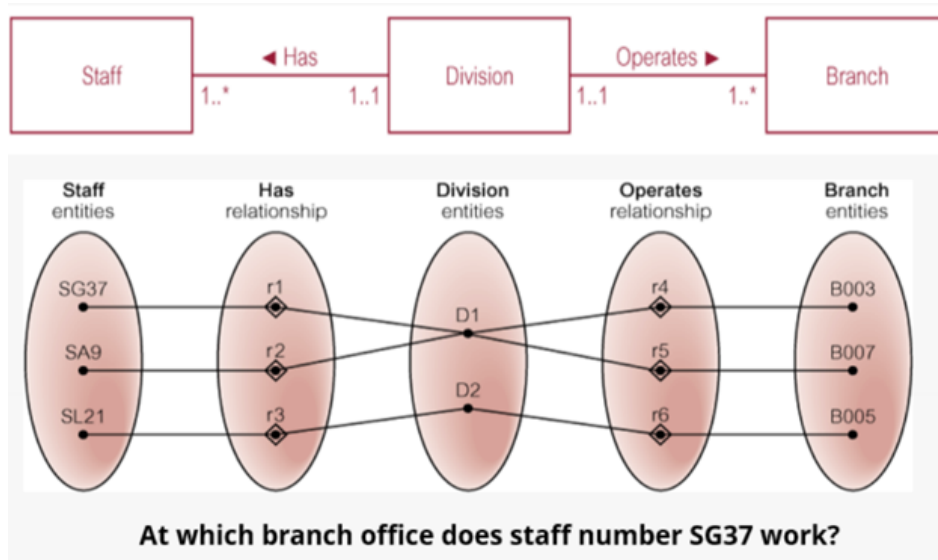 Staff
◄ Has
Division
Operates ►
Branch
1..*
1..1
1..1
1..*
Staff
entities
Has
relationship
Division
entities
Operates
relationship
Branch
entities
SG37
r1
D1
r4
B003
SA9
r2
r5
B007
SL21
r3
D2
r6
B005
At which branch office does staff number SG37 work?